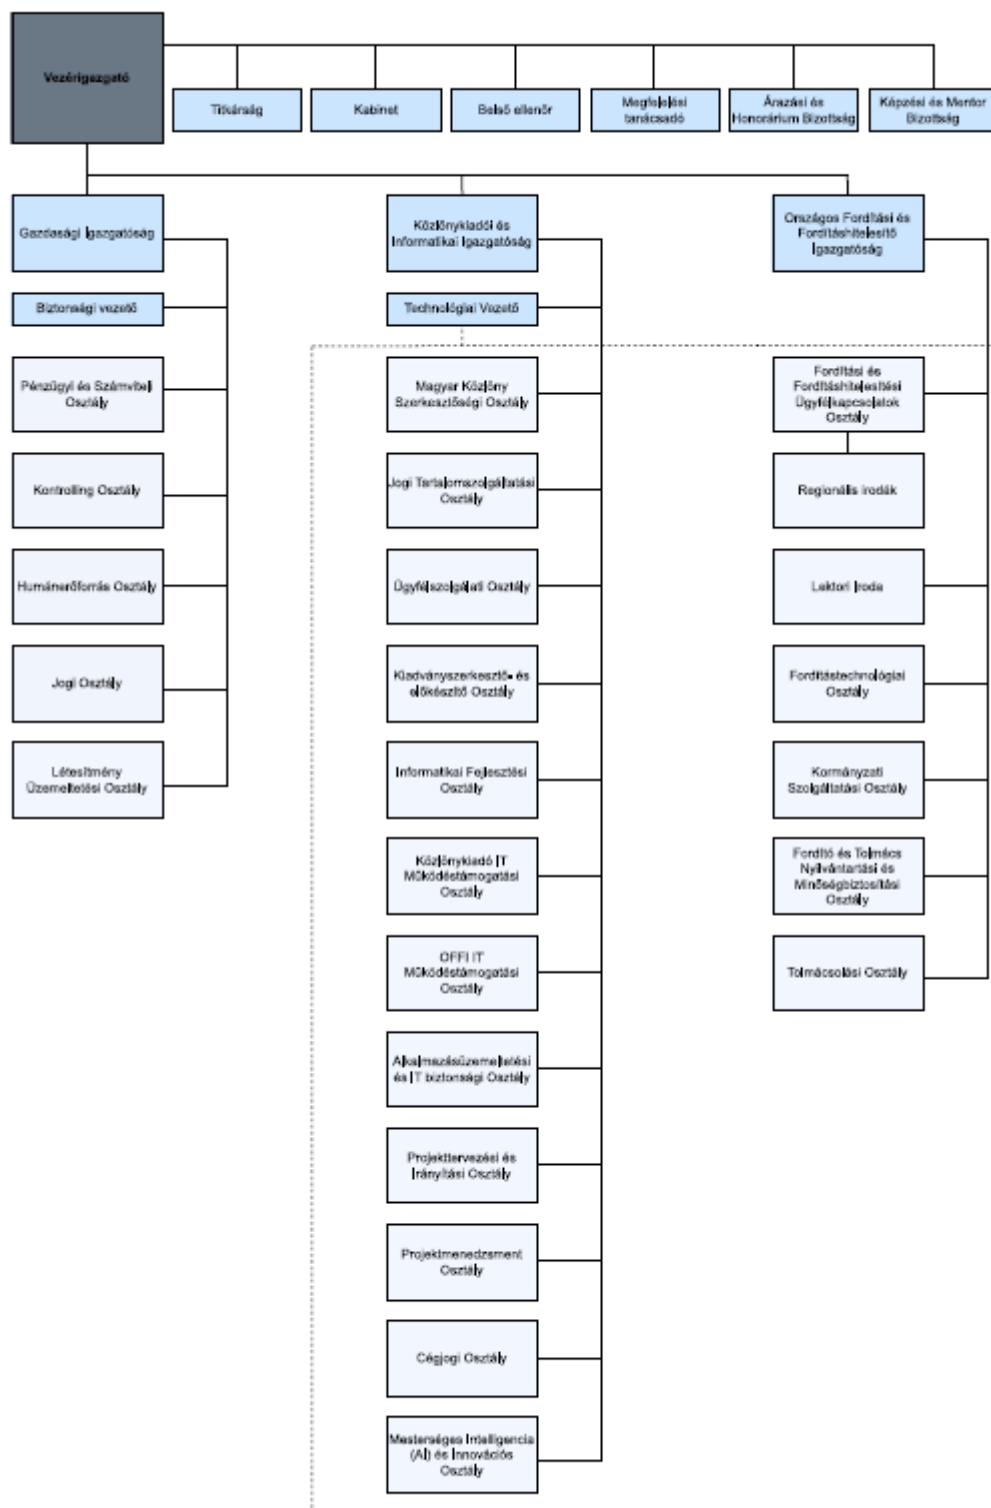 Vezérigazgató
Titkárság
Kabinet
Belső ellenőr
Megfelelési
tanácsadó
Árazási és
Honorárium Bizottság
Képzési és Mentor
Bizottság
Gazdasági Igazgatóság
Közlönykiadói és
Informatikai Igazgatóság
Országos Fordítási és
Fordításhitelesítő
Igazgatóság
Biztonsági vezető
Technológiai Vezető
Pénzügyi és Számviteli
Osztály
Magyar Közlöny
Szerkesztőségi Osztály
Fordítási és
Fordításhitelesítési
Ügyfélkapcsolatok
Osztály
Kontrolling Osztály
Jogi Tartalomszolgáltatási
Osztály
Regionális irodák
Humánerőforrás Osztály
Ügyfélszolgálati Osztály
Lektori Iroda
Jogi Osztály
Kiadványszerkesztő- és
előkészítő Osztály
Fordítástechnológiai
Osztály
Létesítmény
Üzemeltetési Osztály
Informatikai Fejlesztési
Osztály
Kormányzati
Szolgáltatási Osztály
Közlönykiadó IT
Működéstámogatási
Osztály
Fordító és Tolmács
Nyilvántartási és
Minőségbiztosítási
Osztály
OFFI IT
Működéstámogatási
Osztály
Tolmácsolási Osztály
Alkalmazásüzemeltetési
és IT biztonsági Osztály
Projekttervezési és
Irányítási Osztály
Projektmenedzsment
Osztály
Cégjogi Osztály
Mesterséges Intelligencia
(AI) és Innovációs
Osztály